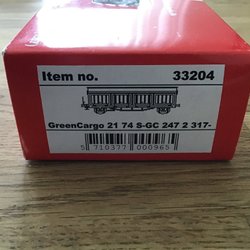 Item no. 33204
GreenCargo 21 74 S-GC 247 2 317-
5 710377 000965